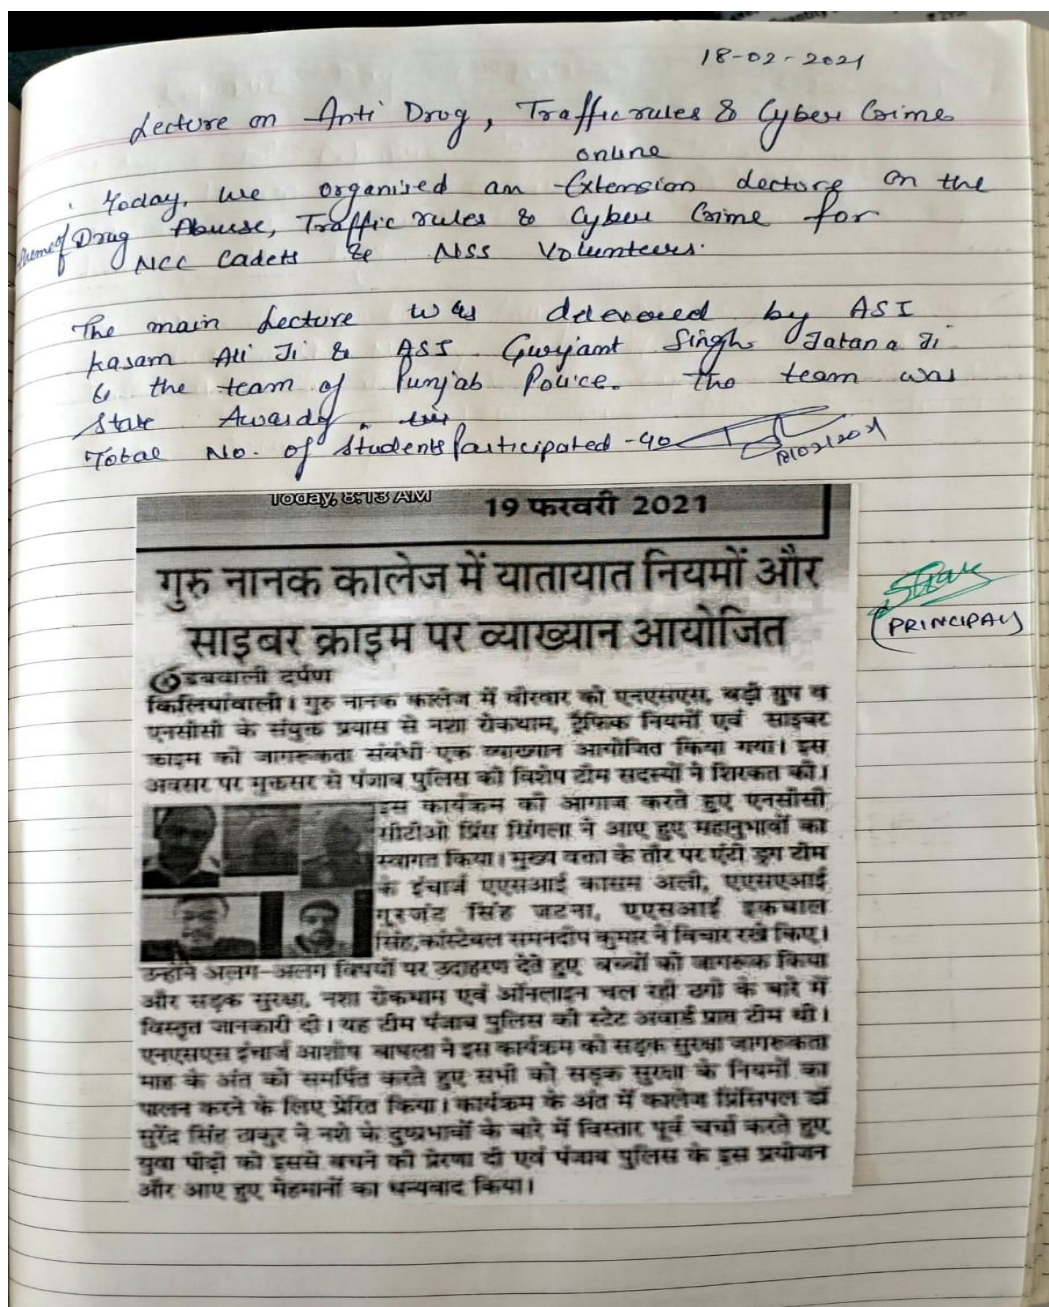 18-02-2021
Lecture on Anti Drug, Traffic rules & Cyber Crime
online
Today, we organised an Extension Lecture on the
theme of Drug Abuse, Traffic rules & Cyber Crime for
NCC Cadets & NSS Volunteers.
The main Lecture was delevered by ASI
Kasam Ali Ji & ASI Gurjant Singh Jatana Ji
& the team of Punjab Police. The team was
State Awardy.
Total No. of Students Participated - 40
18/02/2021
Today, 8:13 AM
19 फरवरी 2021
गुरु नानक कालेज में यातायात नियमों और
साइबर क्राइम पर व्याख्यान आयोजित
(PRINCIPAL)
डबवाली दर्पण
किलियांवाली। गुरु नानक कालेज में वीरवार को एनएसएस, बडी ग्रुप व
एनसीसी के संयुक्त प्रयास से नशा रोकथाम, ट्रैफिक नियमों एवं साइबर
क्राइम को जागरूकता संबंधी एक व्याख्यान आयोजित किया गया। इस
अवसर पर मुक्तसर से पंजाब पुलिस की विशेष टीम सदस्यों ने शिरकत की।
इस कार्यक्रम की आगाज करते हुए एनसीसी
सीटीओ प्रिंस सिंगला ने आए हुए महानुभावों का
स्वागत किया। मुख्य वक्ता के तौर पर एंटी ड्रग टीम
के इंचार्ज एएसआई कासम अली, एएसएआई
गुरजंट सिंह जटना, एएसआई इकबाल
सिंह,कांस्टेबल समनदीप कुमार ने विचार रखे किए।
उन्होंने अलग-अलग विषयों पर उदाहरण देते हुए बच्चों को जागरूक किया
और सड़क सुरक्षा, नशा रोकथाम एवं ऑनलाइन चल रही ठगी के बारे में
विस्तृत जानकारी दी। यह टीम पंजाब पुलिस की स्टेट अवार्ड प्राप्त टीम थी।
एनएसएस इंचार्ज आशीष बाघला ने इस कार्यक्रम को सड़क सुरक्षा जागरूकता
माह के अंत को समर्पित करते हुए सभी को सड़क सुरक्षा के नियमों का
पालन करने के लिए प्रेरित किया। कार्यक्रम के अंत में कालेज प्रिंसिपल डॉ
सुरेंद्र सिंह ठाकुर ने नशे के दुष्प्रभावों के बारे में विस्तार पूर्व चर्चा करते हुए
युवा पीढ़ी को इससे बचने की प्रेरणा दी एवं पंजाब पुलिस के इस प्रयोजन
और आए हुए मेहमानों का धन्यवाद किया।